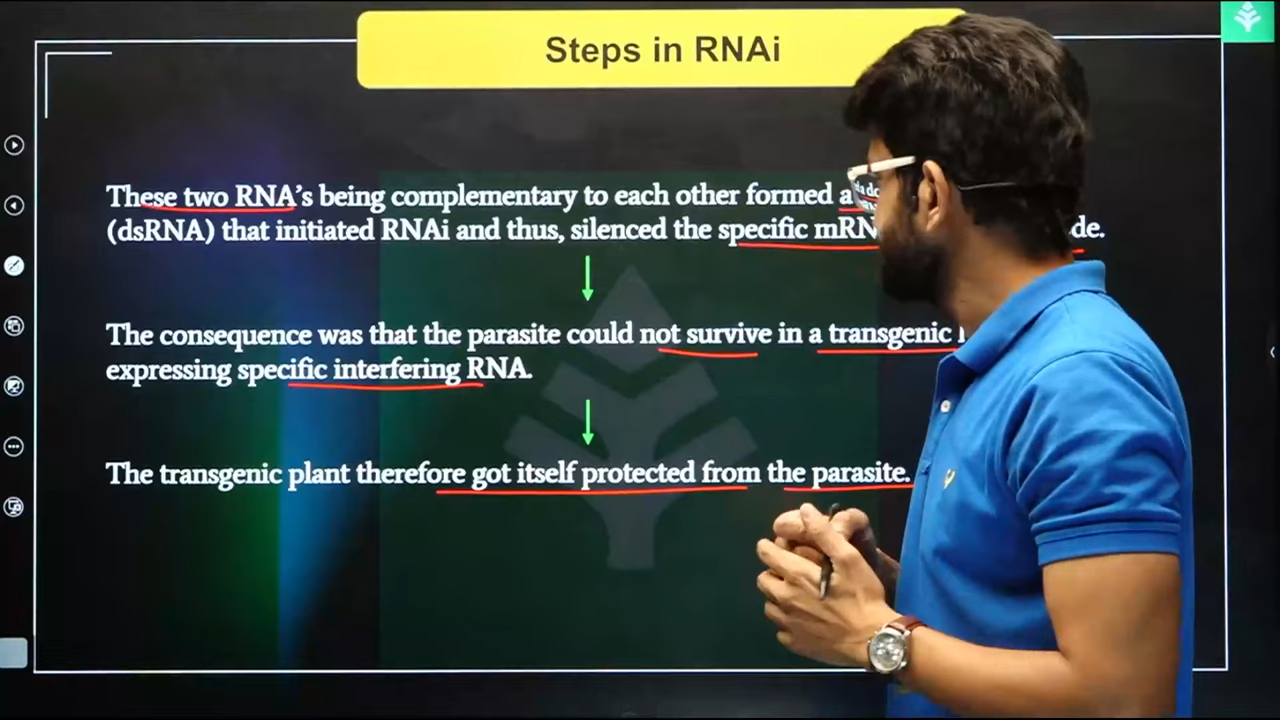 Steps in RNAi
These two RNA's being complementary to each other formed a
(dsRNA) that initiated RNAi and thus, silenced the specific
The consequence was that the parasite could not survive in a transgenic
expressing specific interfering RNA.
The transgenic plant therefore got itself protected from the parasite.